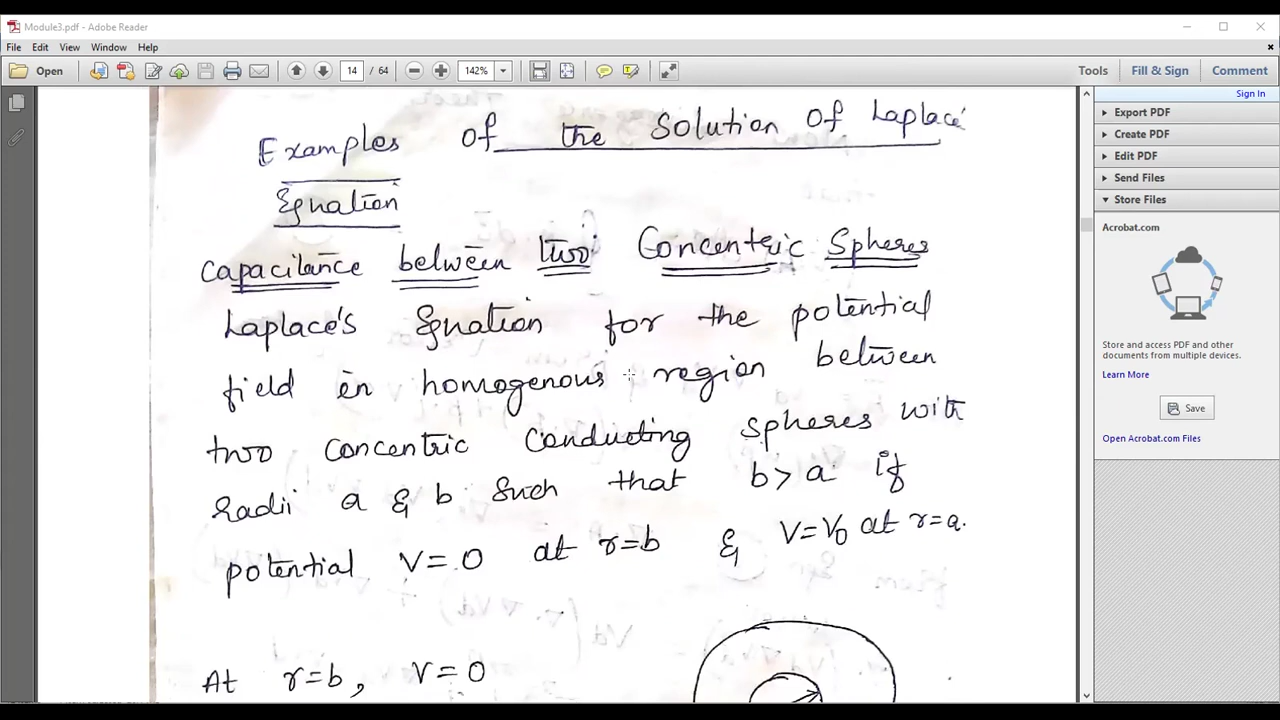 Module3.pdf - Adobe Reader
File Edit View Window Help
Open 14 / 64 142% Tools Fill & Sign Comment
Sign In
Export PDF
Create PDF
Edit PDF
Send Files
Store Files
Acrobat.com
Store and access PDF and other
documents from multiple devices.
Learn More
Save
Open Acrobat.com Files
Examples of the Solution of Laplace
Equation
Capacitance between two Concentric Spheres
Laplace's Equation for the potential
field in homogenous region between
two concentric Conducting spheres with
radii a & b Such that b > a if
potential V = 0 at r=b & V=V0 at r=a.
At r=b, V=0